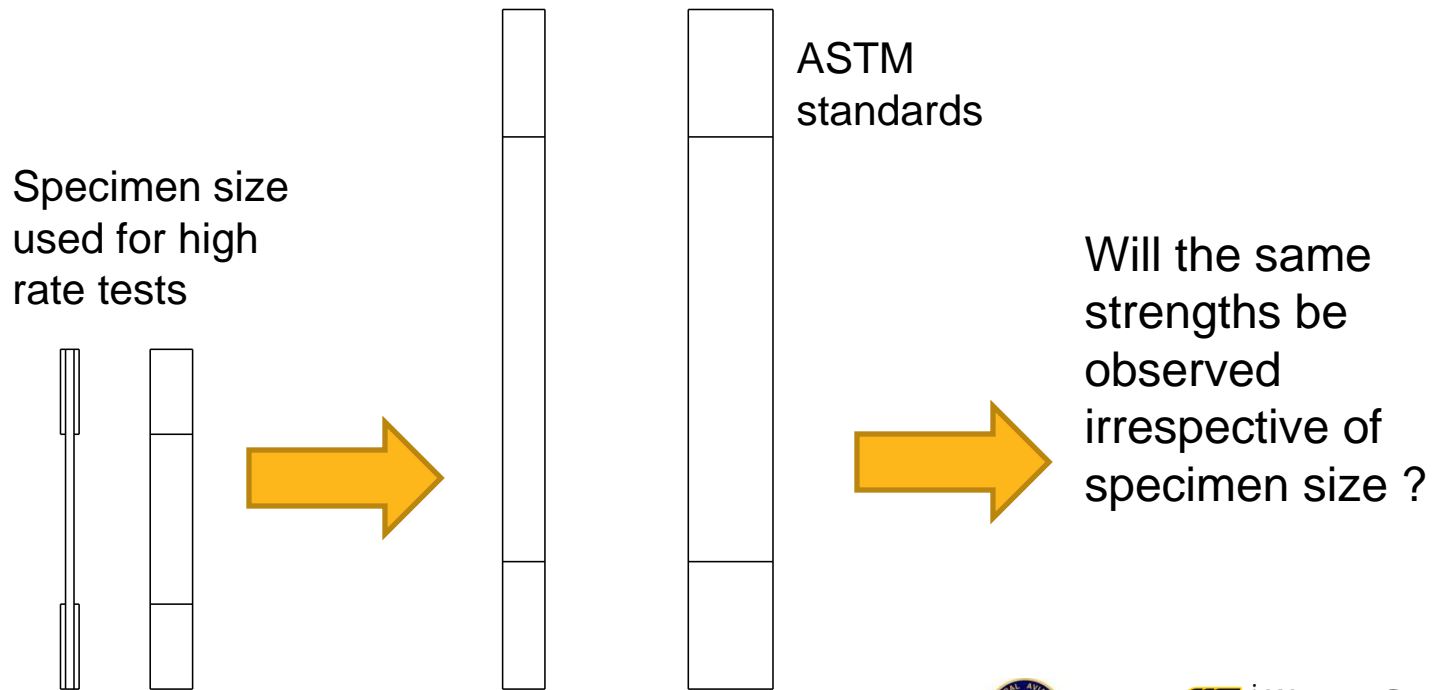 Specimen size
used for high
rate tests
ASTM
standards
Will the same
strengths be
observed
irrespective of
specimen size ?